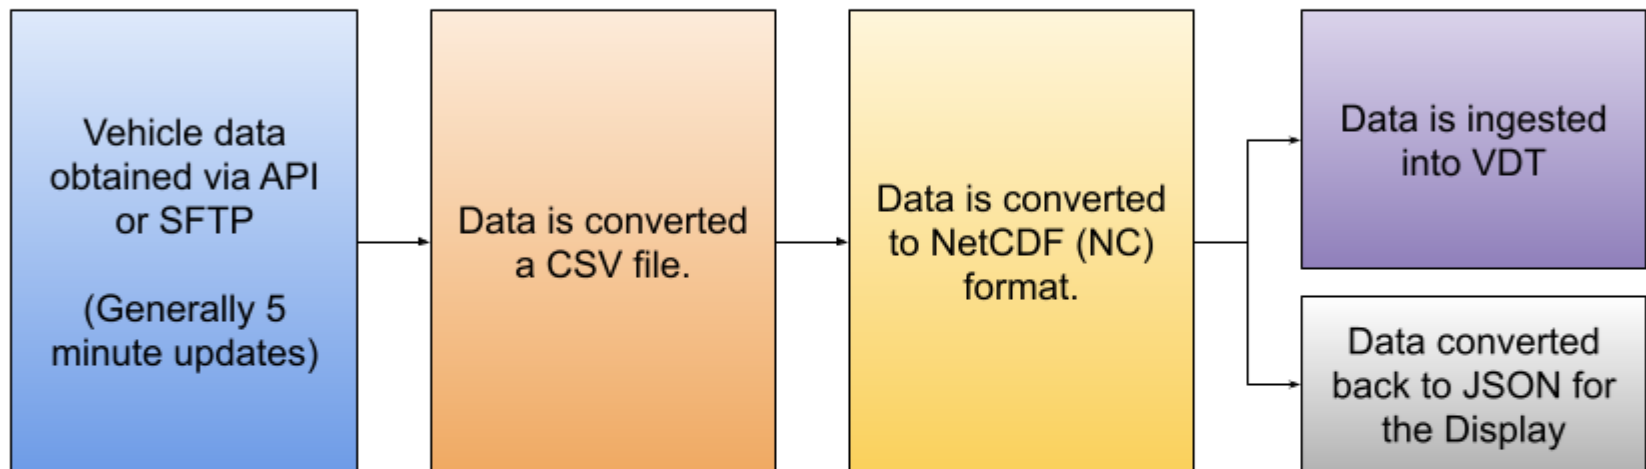 Vehicle data
obtained via API
or SFTP
(Generally 5
minute updates)
Data is converted
a CSV file.
Data is converted
to NetCDF (NC)
format.
Data is ingested
into VDT
Data converted
back to JSON for
the Display